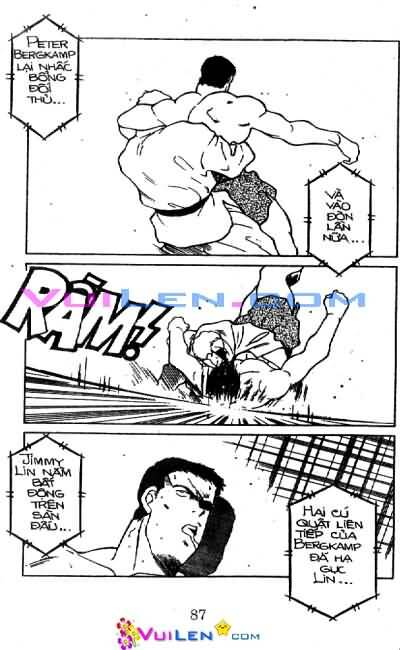 PETER
BERGKAMP
LẠI NHẤC
BỔNG
ĐỐI
THỦ...
VÀ
VÀO
ĐÒN
LẦN
NỮA...
VUILEN.COM
RẦM!
JIMMY
LIN NẰM
BẤT
ĐỘNG
TRÊN
SÀN
ĐẤU...
HAI CÚ
QUẬT LIÊN
TIẾP CỦA
BERGKAMP
ĐÃ HẠ
GỤC
LIN...
87
VUILEN.COM